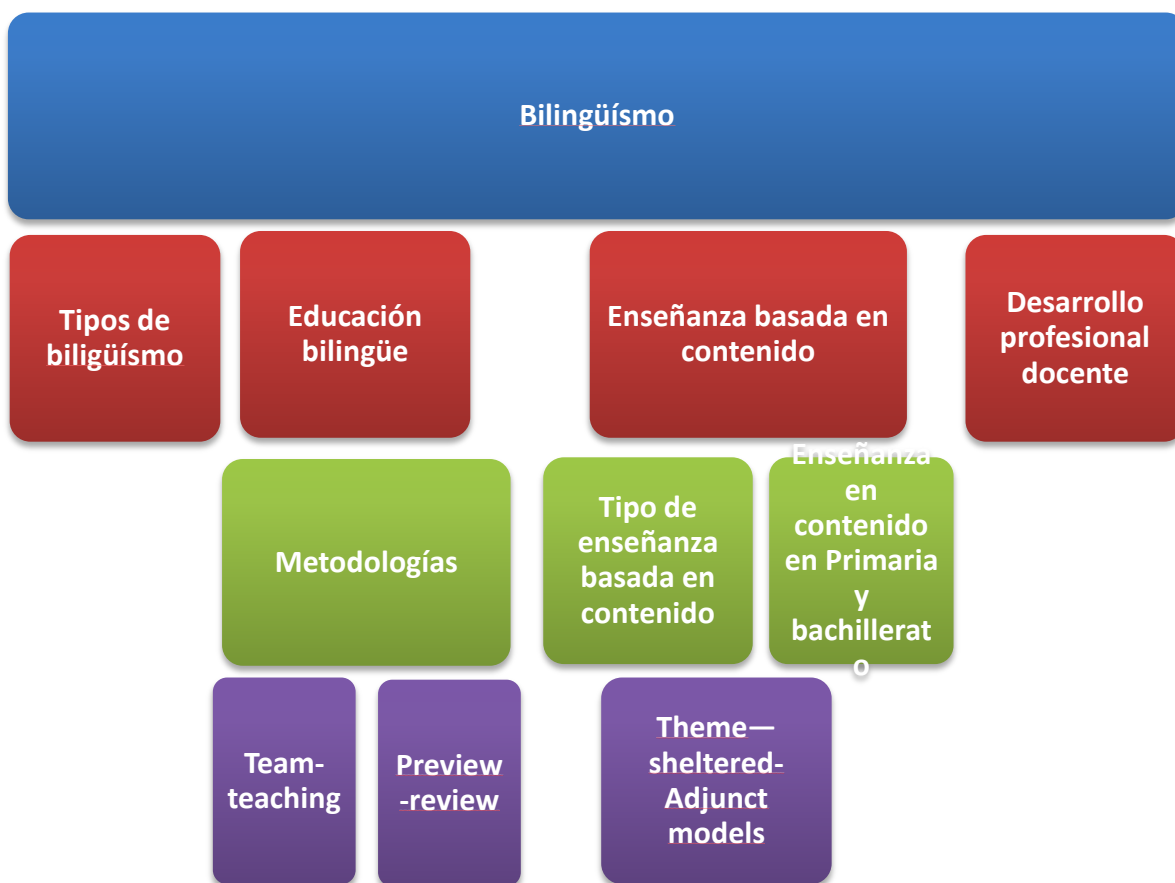 Bilingüísmo
Tipos de
biligüísmo
Educación
bilingüe
Enseñanza basada en
contenido
Desarrollo
profesional
docente
Metodologías
Tipo de
enseñanza
basada en
contenido
Enseñanza
en
contenido
en Primaria
y
bachillerat
o
Team-
teaching
Preview
-review
Theme—
sheltered-
Adjunct
models